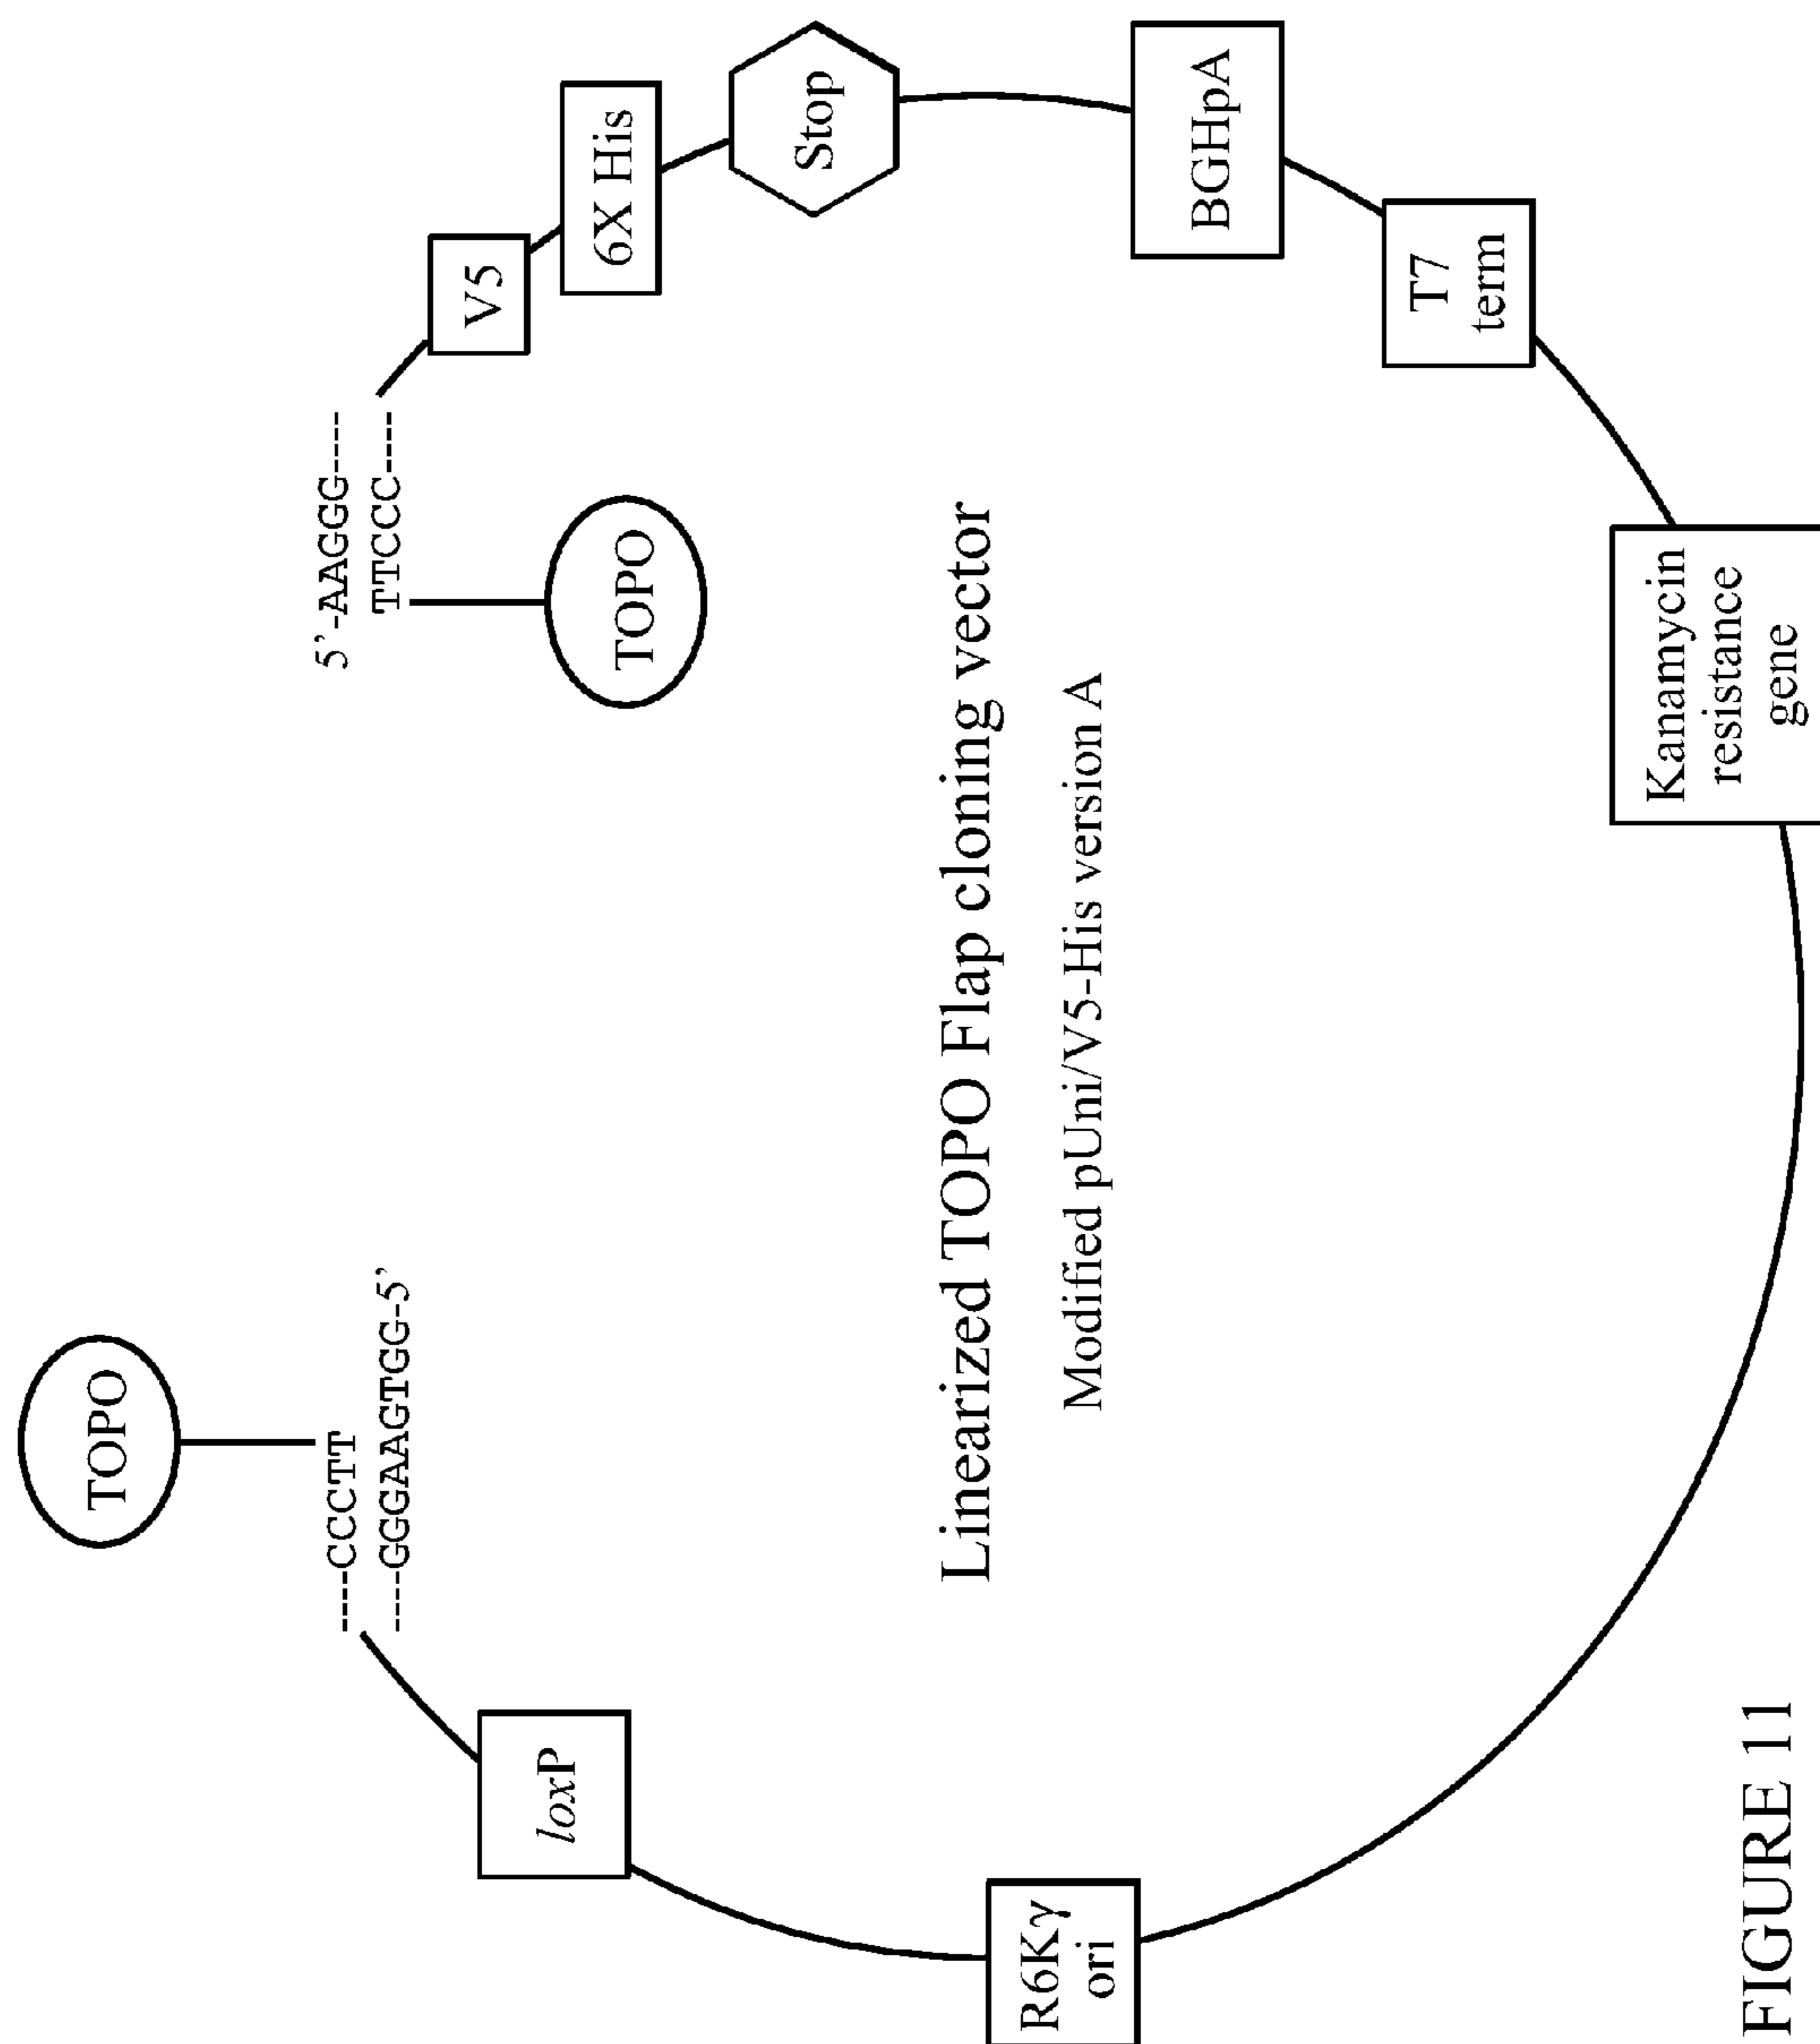 TOPO
-----CCCTT
-----GGGAAGTGG-5'
5'-AAGGG-----
TTCCC-----
TOPO
loxP
V5
6X His
Stop
R6Kγ
ori
Linearized TOPO Flap cloning vector
Modified pUni/V5-His version A
BGHpA
T7
term
Kanamycin
resistance
gene
FIGURE 11